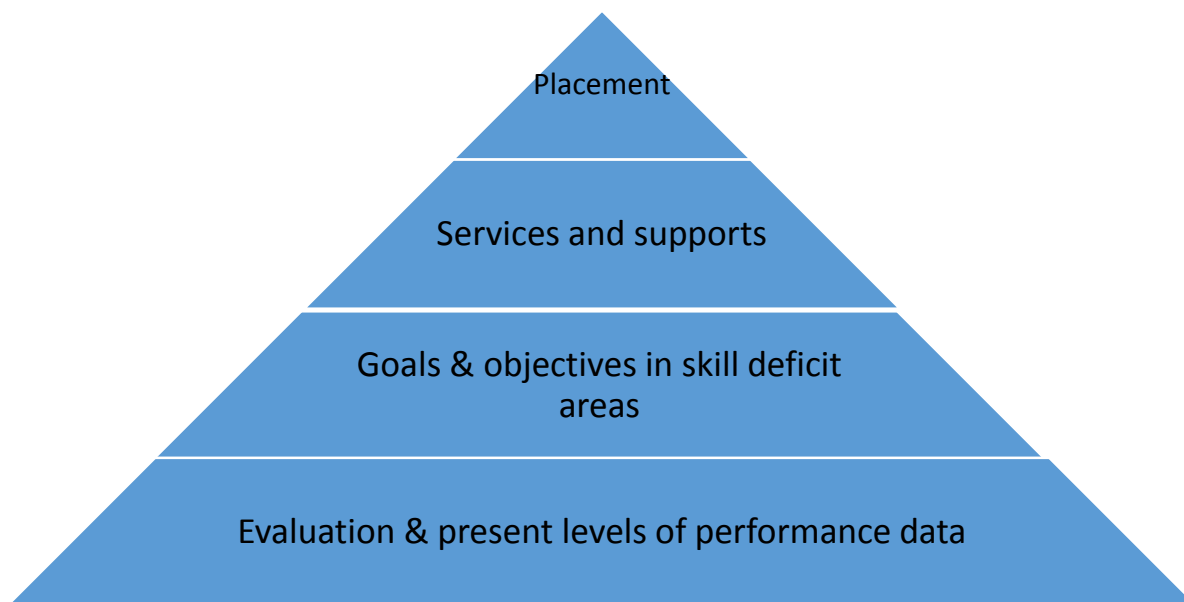 Placement
Services and supports
Goals & objectives in skill deficit
areas
Evaluation & present levels of performance data